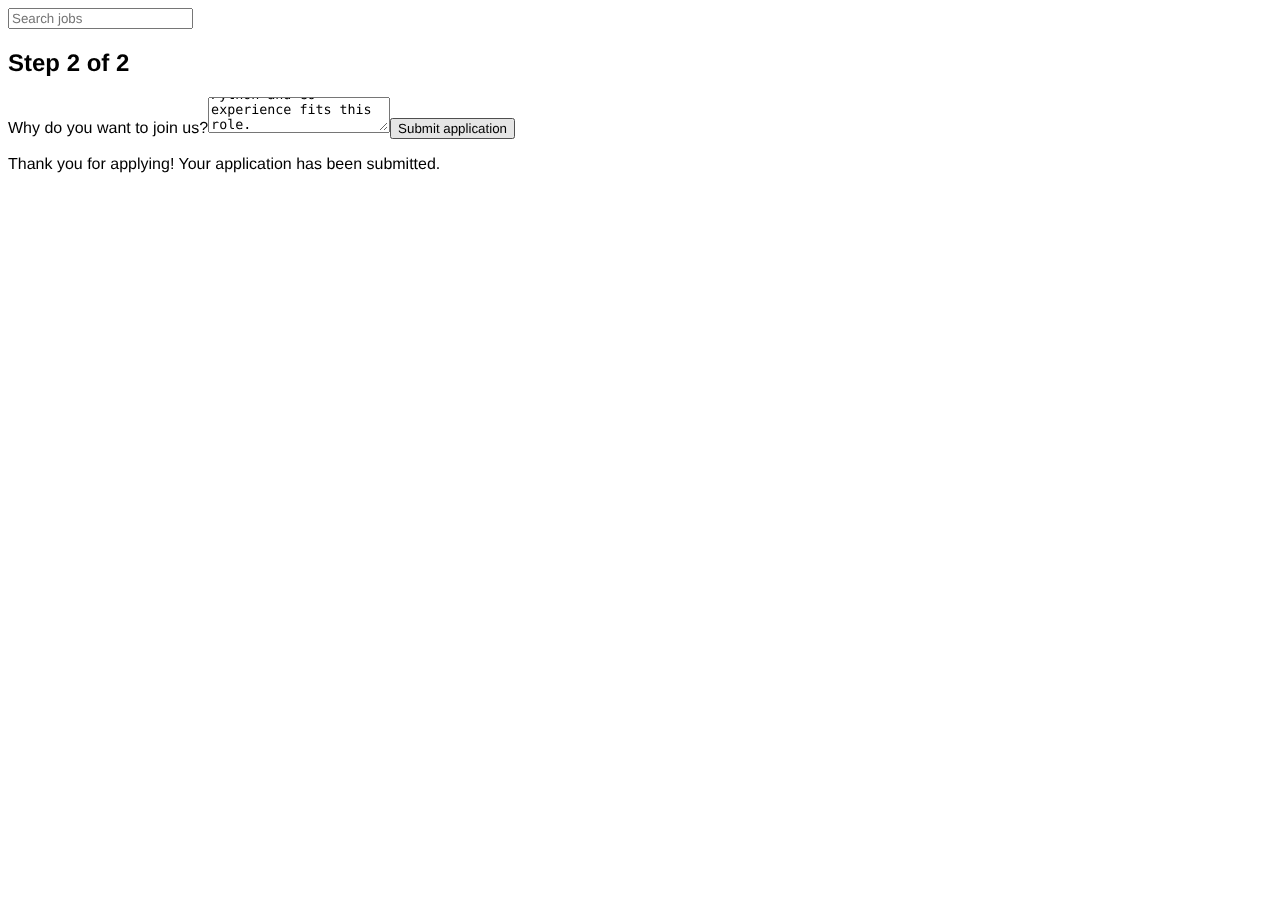 Search jobs
Step 2 of 2
experience fits this
Why do you want to join us?
role.
Submit application
Thank you for applying! Your application has been submitted.